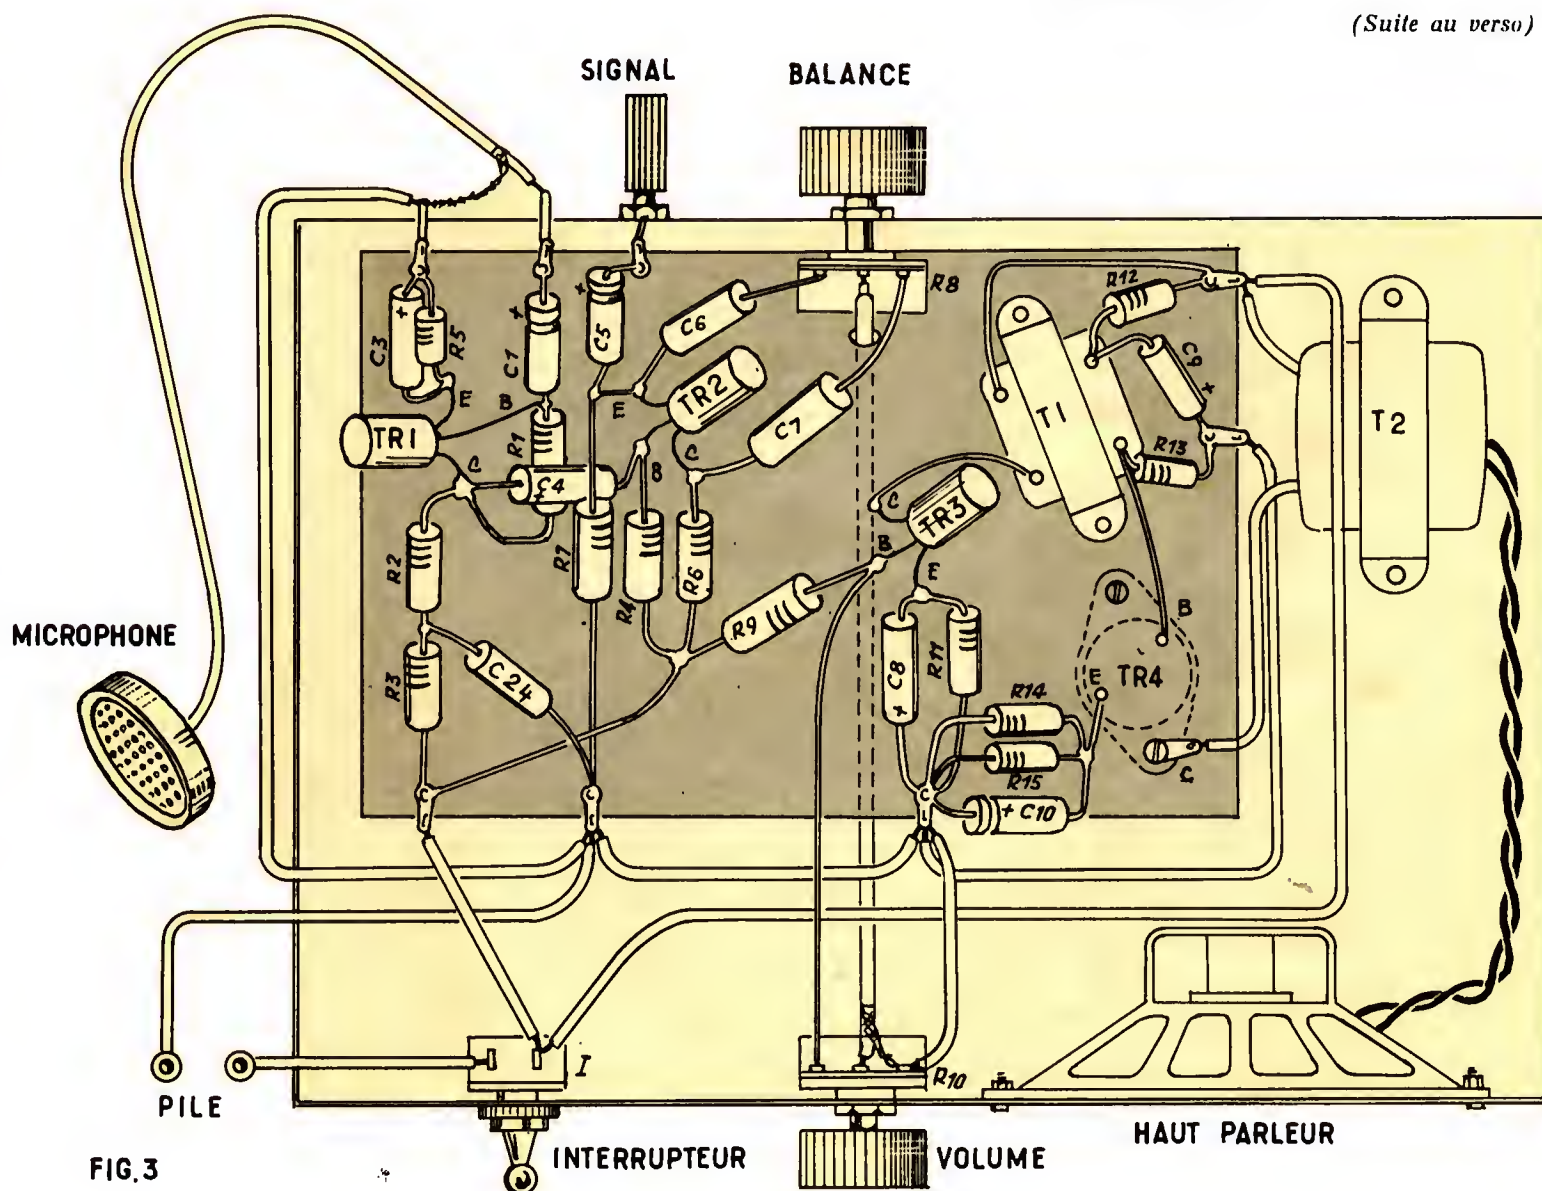 (Suite au verso)
SIGNAL
BALANCE
R8
R12
C3
+
R5
+
C1
+
C5
C6
C9
+
E
B
E
TR2
T1
T2
TR1
R1
C7
C
B
C
R13
C4
+
C
TR3
R2
R7
B
R4
R6
E
B
MICROPHONE
R9
R3
C24
C8
+
R11
E
TR4
R14
R15
C
+ C10
I
R10
PILE
HAUT PARLEUR
INTERRUPTEUR
VOLUME
FIG.3